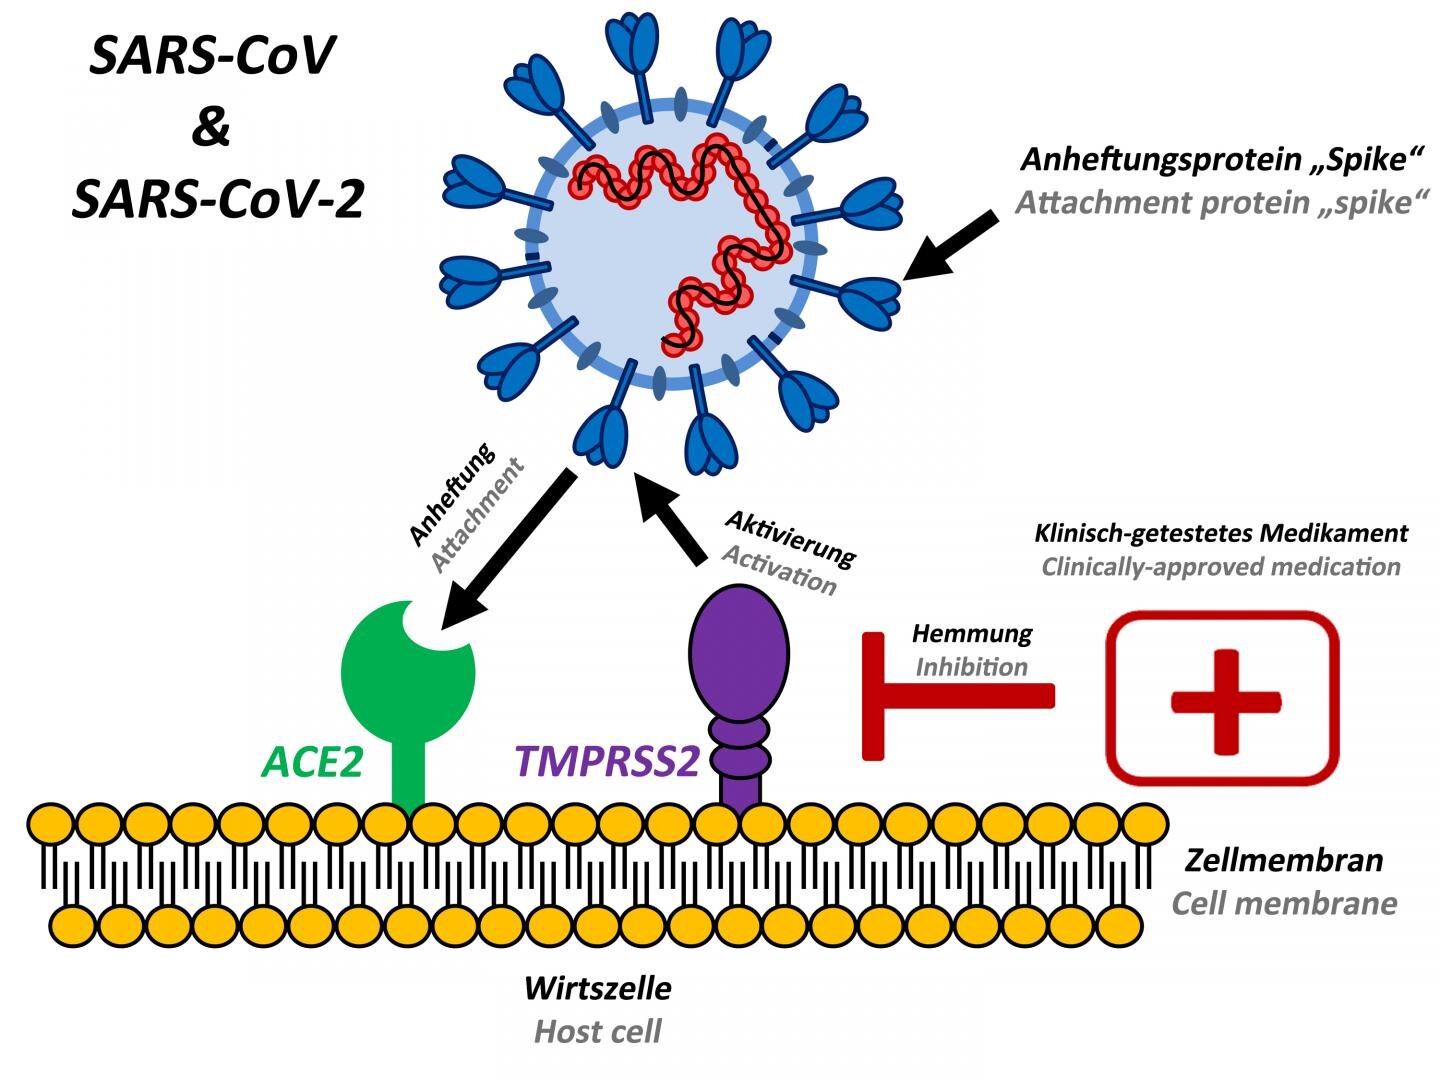 SARS-CoV
&
SARS-CoV-2
Anheftungsprotein „Spike“
Attachment protein „spike“
Anheftung
Attachment
Aktivierung
Activation
Klinisch-getestetes Medikament
Clinically-approved medication
Hemmung
Inhibition
ACE2
TMPRSS2
Zellmembran
Cell membrane
Wirtszelle
Host cell